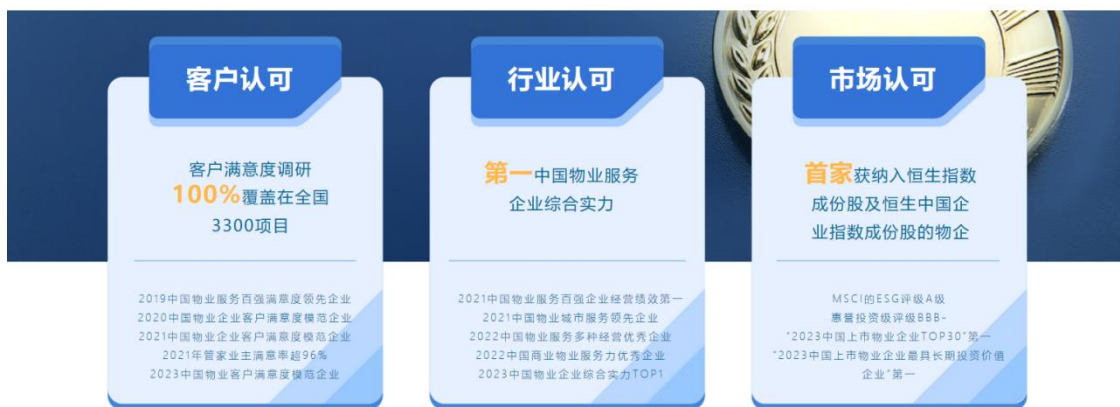 客户认可
客户满意度调研
100%覆盖在全国
3300项目
2019中国物业服务百强满意度领先企业
2020中国物业企业客户满意度模范企业
2021中国物业企业客户满意度模范企业
2021年管家业主满意率超96%
2023中国物业客户满意度模范企业
行业认可
第一中国物业服务
企业综合实力
2021中国物业服务百强企业经营绩效第一
2021中国物业城市服务领先企业
2022中国物业服务多种经营优秀企业
2022中国商业物业服务力优秀企业
2023中国物业企业综合实力TOP1
市场认可
首家获纳入恒生指数
成份股及恒生中国企
业指数成份股的物企
MSCI的ESG评级A级
惠誉投资级评级BBB-
“2023中国上市物业企业TOP30”第一
“2023中国上市物业企业最具长期投资价值
企业”第一